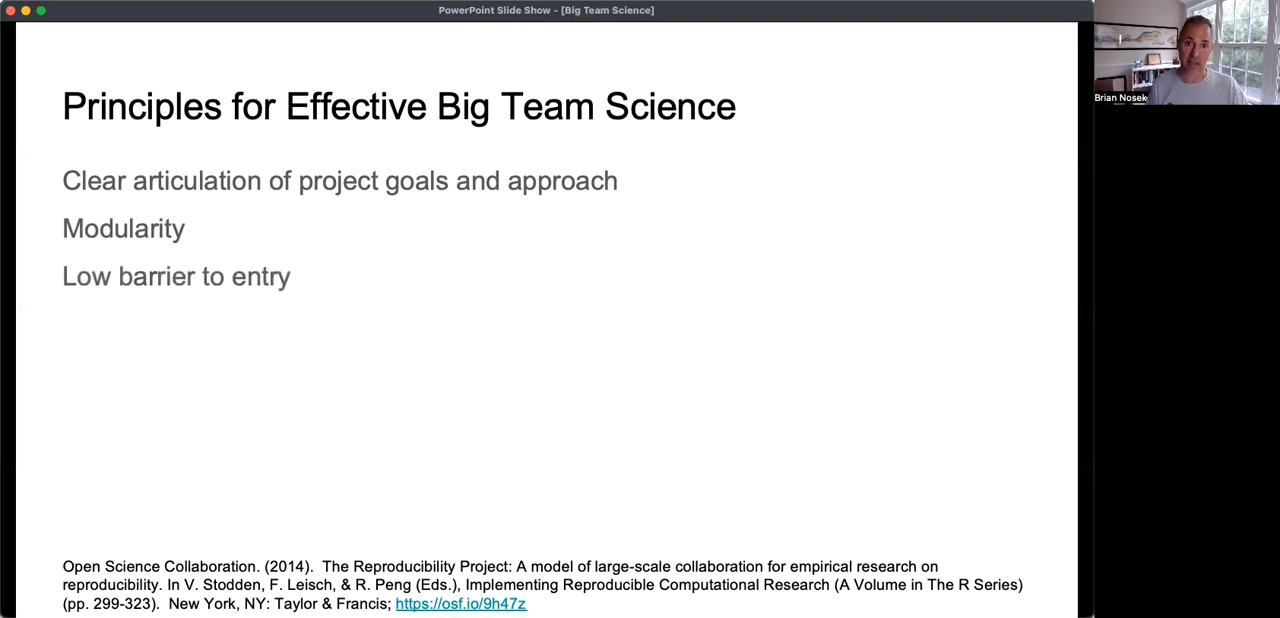 PowerPoint Slide Show - [Big Team Science]
Brian Nosek
Principles for Effective Big Team Science
Clear articulation of project goals and approach
Modularity
Low barrier to entry
Open Science Collaboration. (2014).  The Reproducibility Project: A model of large-scale collaboration for empirical research on
reproducibility. In V. Stodden, F. Leisch, & R. Peng (Eds.), Implementing Reproducible Computational Research (A Volume in The R Series)
(pp. 299-323).  New York, NY: Taylor & Francis; https://osf.io/9h47z